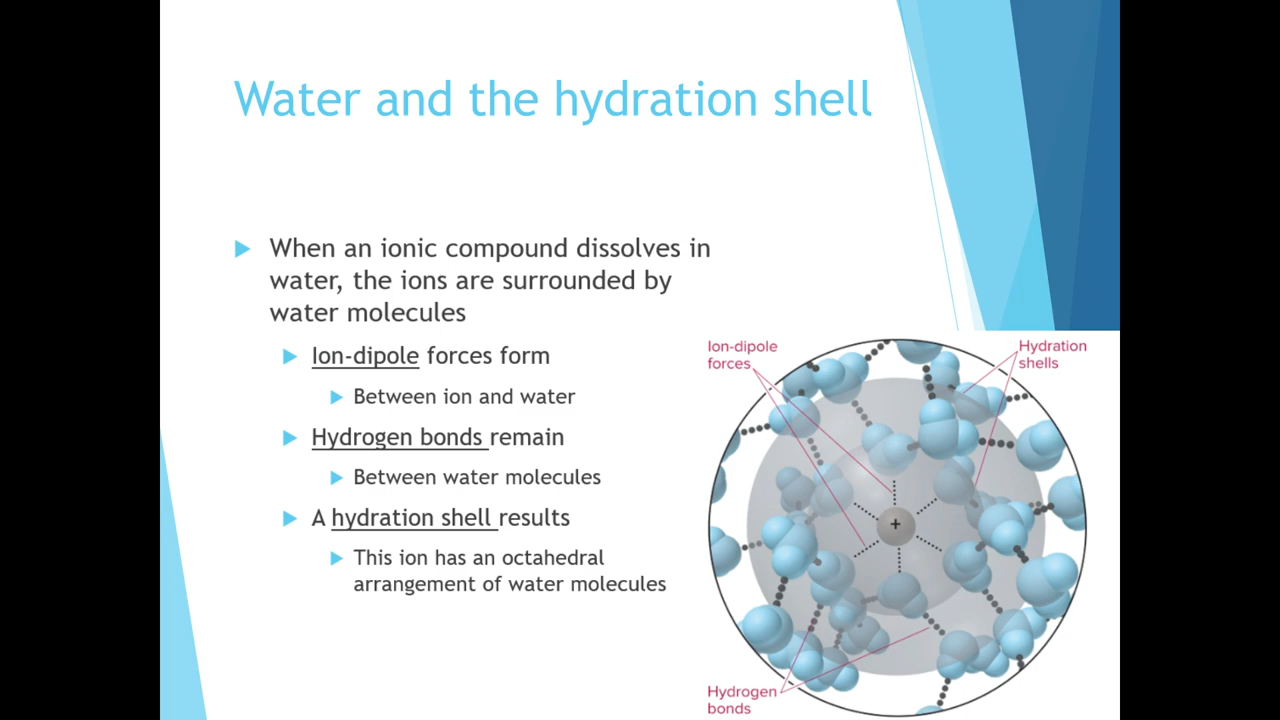 Water and the hydration shell
When an ionic compound dissolves in
water, the ions are surrounded by
water molecules
Ion-dipole forces form
Between ion and water
Hydrogen bonds remain
Between water molecules
A hydration shell results
This ion has an octahedral
arrangement of water molecules
Ion-dipole
forces
Hydration
shells
+
Hydrogen
bonds